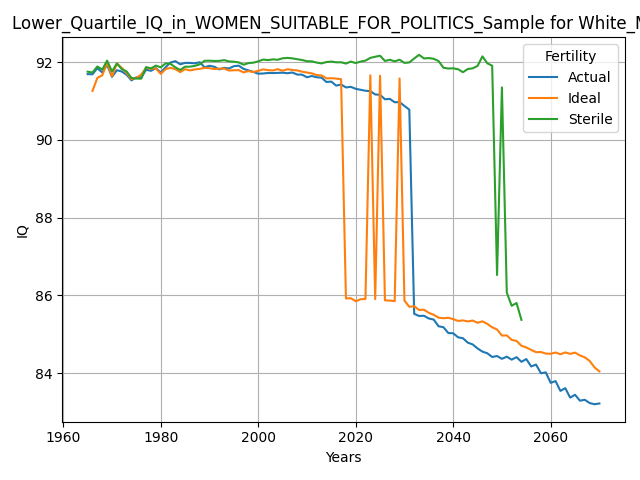 Lower_Quartile_IQ_in_WOMEN_SUITABLE_FOR_POLITICS_Sample for White_
Fertility
Actual
Ideal
Sterile
92
90
88
86
84
IQ
1960
1980
2000
2020
2040
2060
Years